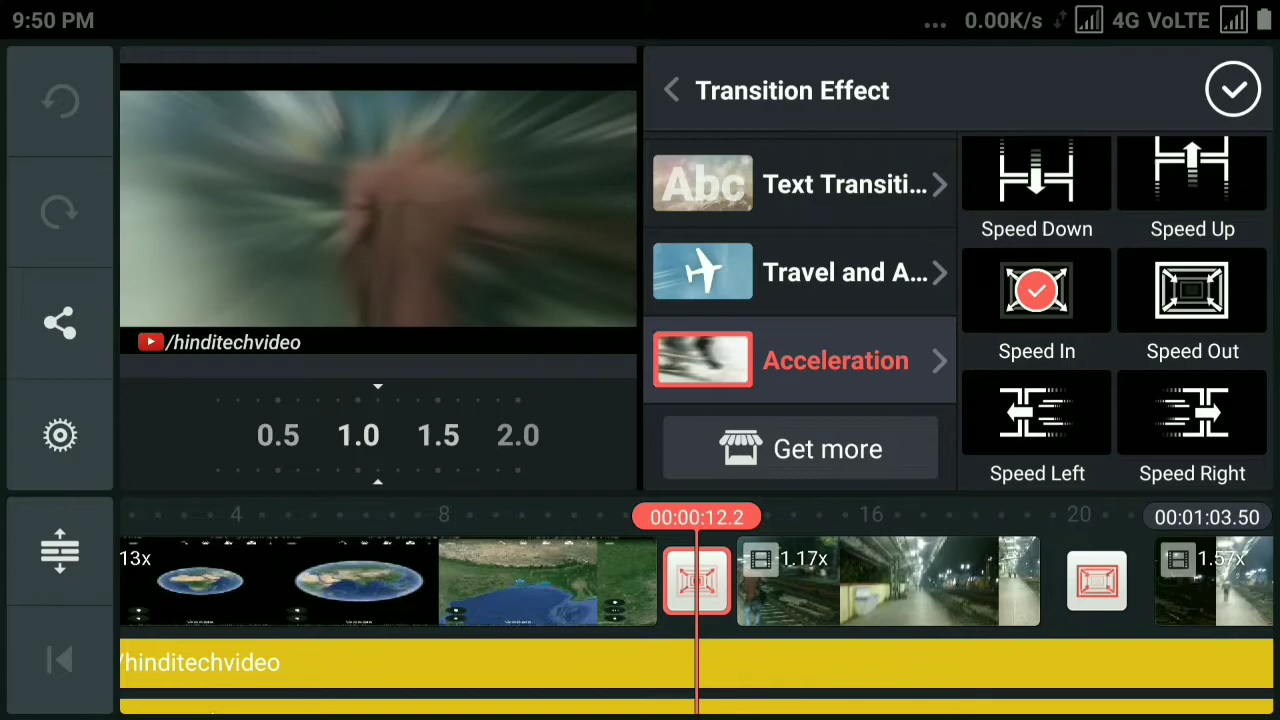 9:50 PM
... 0.00K/s 4G VoLTE
Transition Effect
Abc Text Transiti...
Travel and A...
Acceleration
Get more
Speed Down Speed Up
Speed In Speed Out
Speed Left Speed Right
/hinditechvideo
0.5 1.0 1.5 2.0
4 8 00:00:12.2 16 20 00:01:03.50
13x 1.17x 1.57x
/hinditechvideo